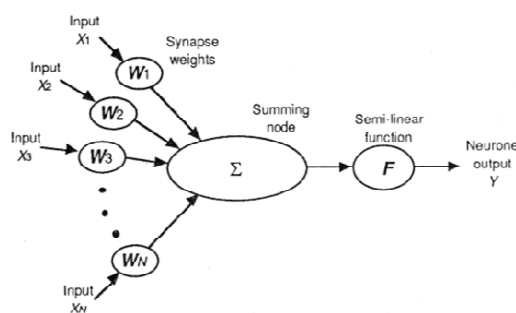 Input
X1
Synapse
weights
W1
Input
X2
W2
Input
X3
W3
Summing
node
Σ
Semi-linear
function
F
Neurone
output
Y
WN
Input
XN